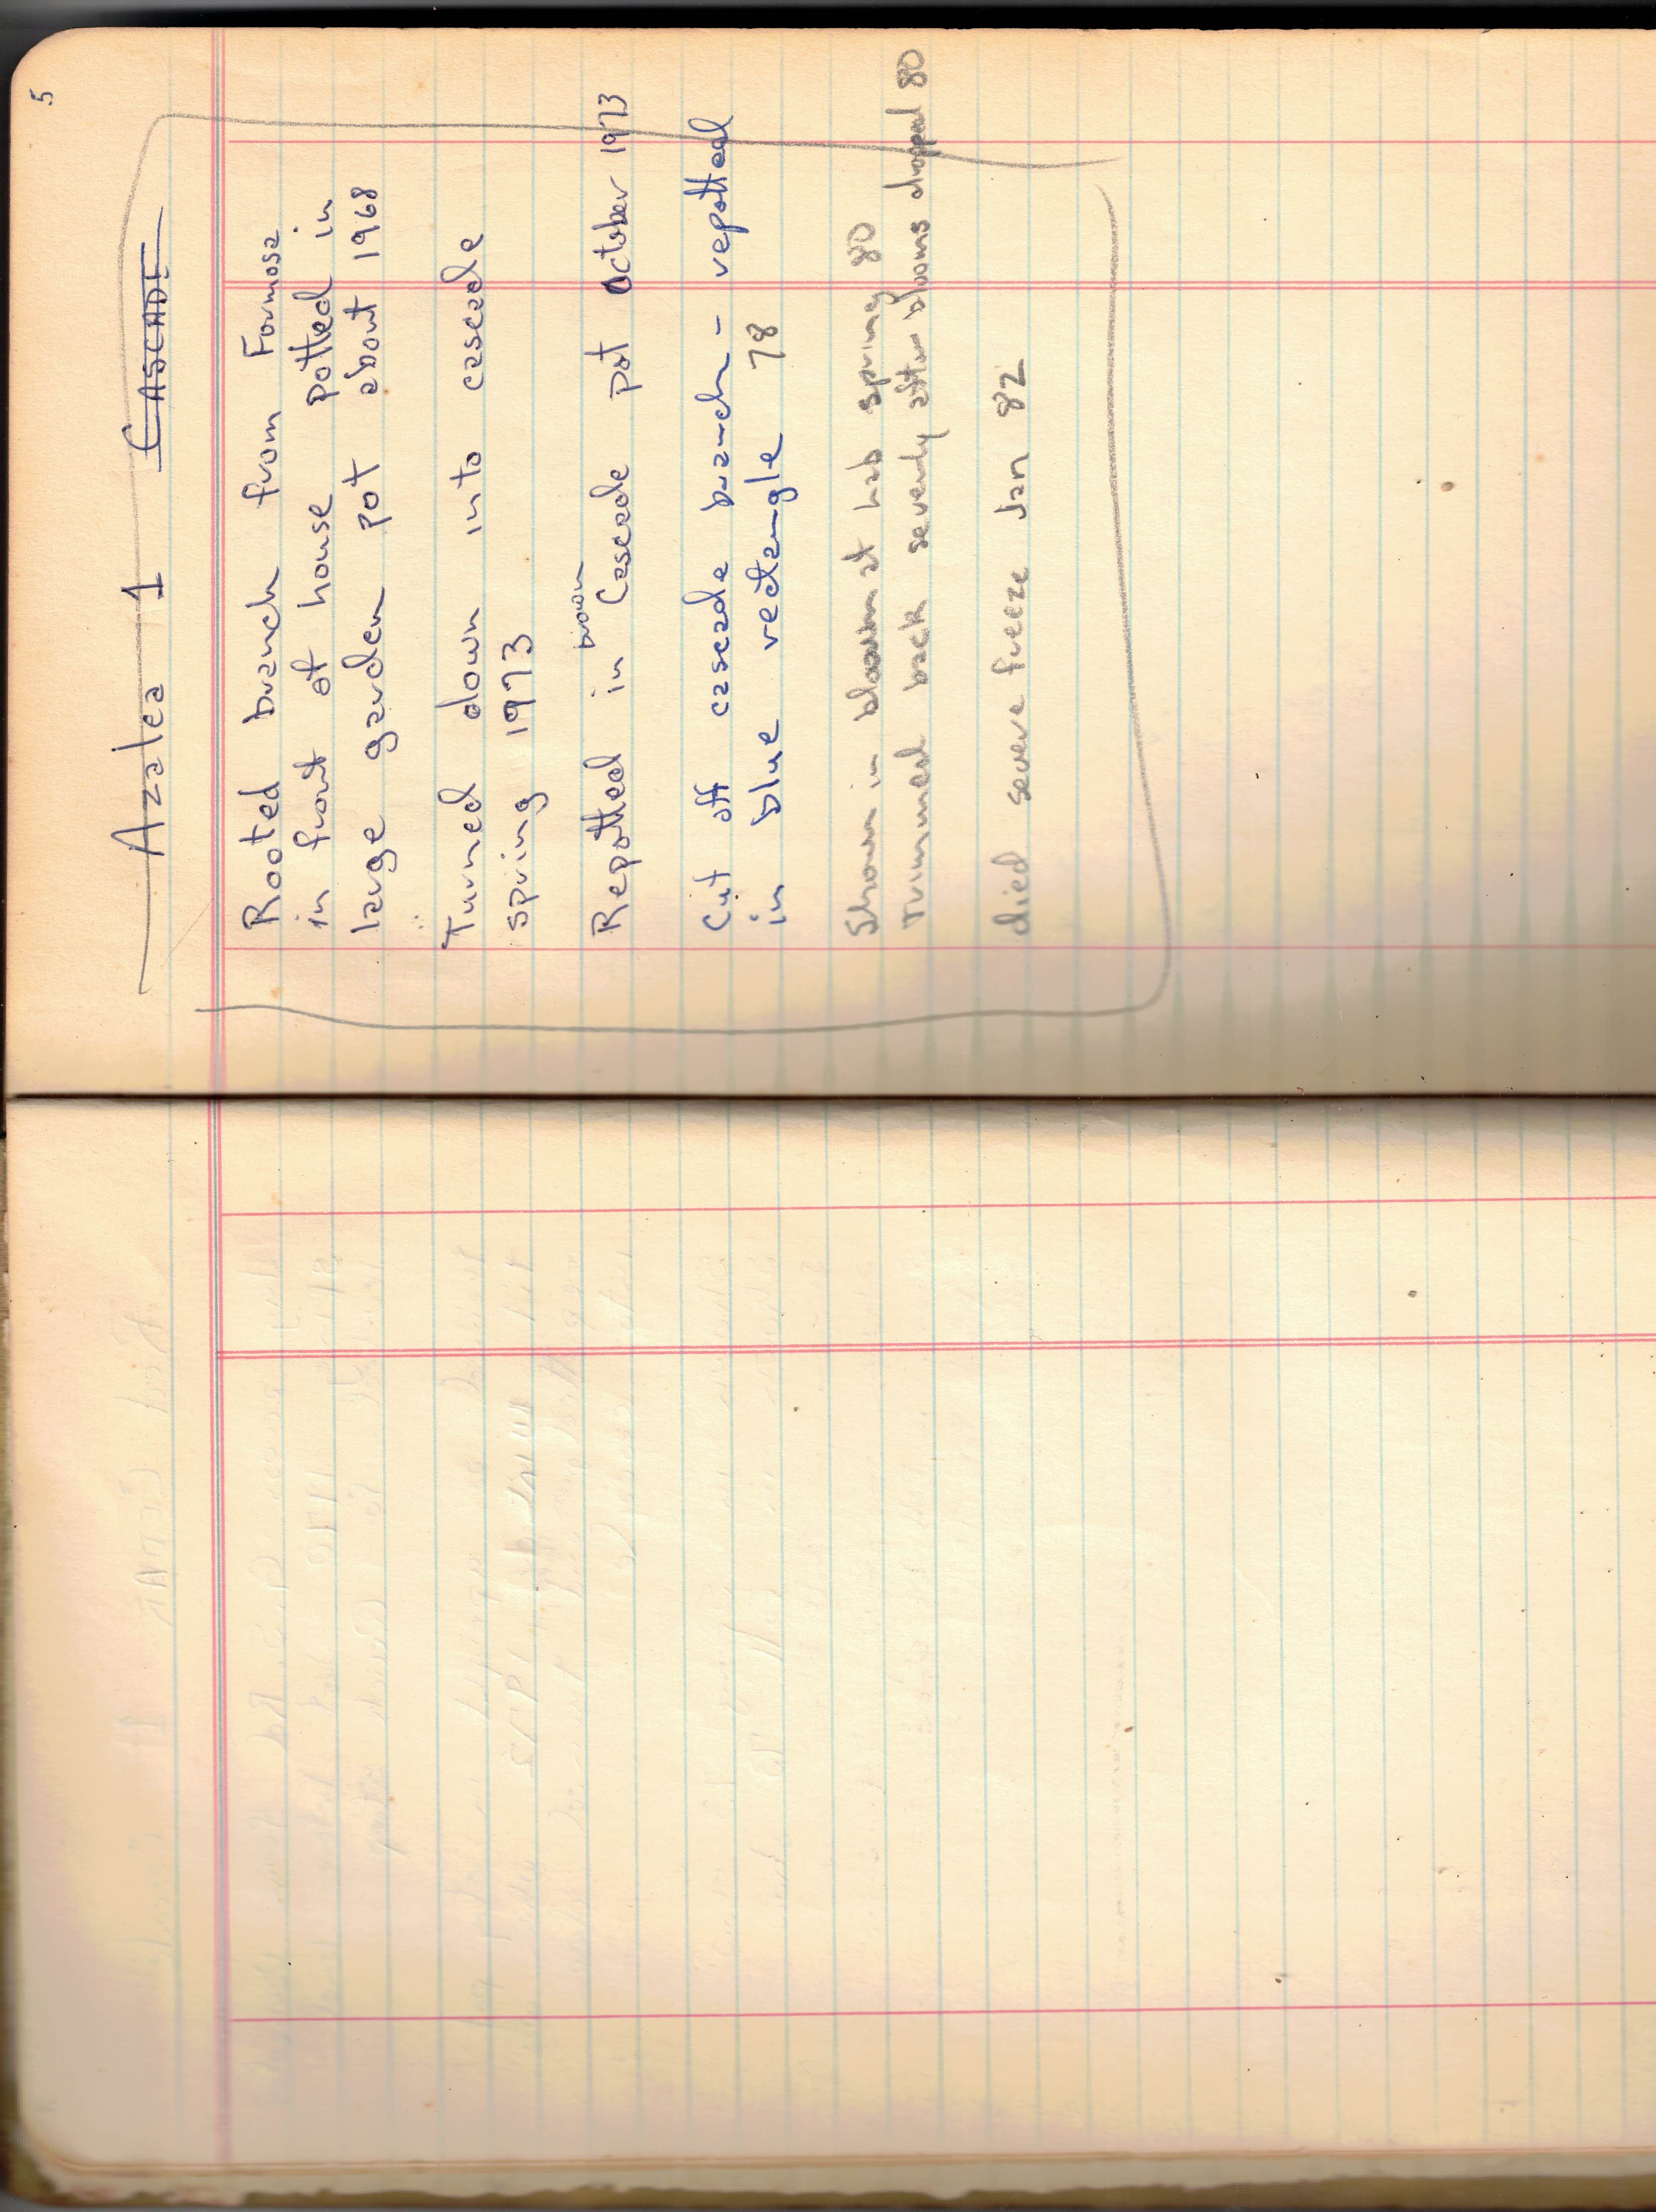 5
Azalea 1 CASCADE
Rooted branch from Formosa
in front of house potted in
large garden pot about 1968
Turned down into cascade
spring 1973
brown
Repotted in Cascade pot October 1973
Cut off cascade branch - repotted
in blue rectangle 78
Shown in bloom at Lab spring 80
Trimmed back severly after blooms dropped 80
died severe freeze Jan 82